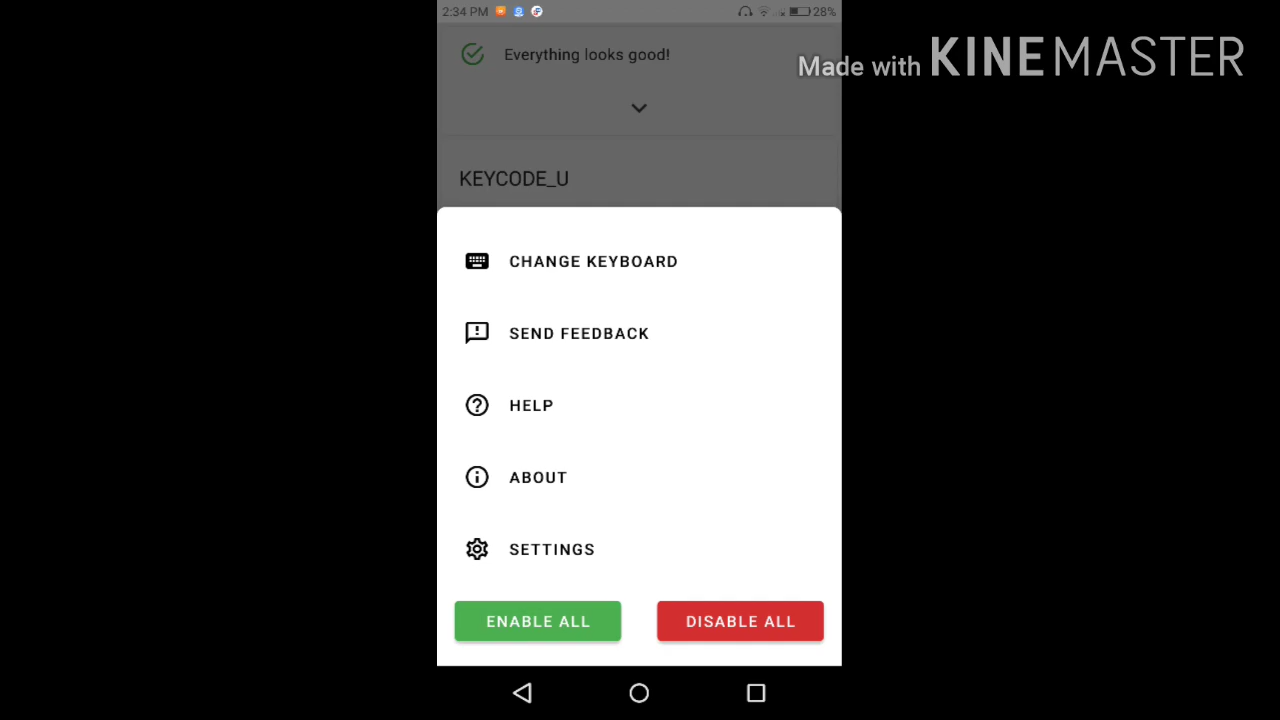 2:34 PM
28%
Everything looks good!
Made with KINEMASTER
KEYCODE_U
CHANGE KEYBOARD
SEND FEEDBACK
HELP
ABOUT
SETTINGS
ENABLE ALL
DISABLE ALL